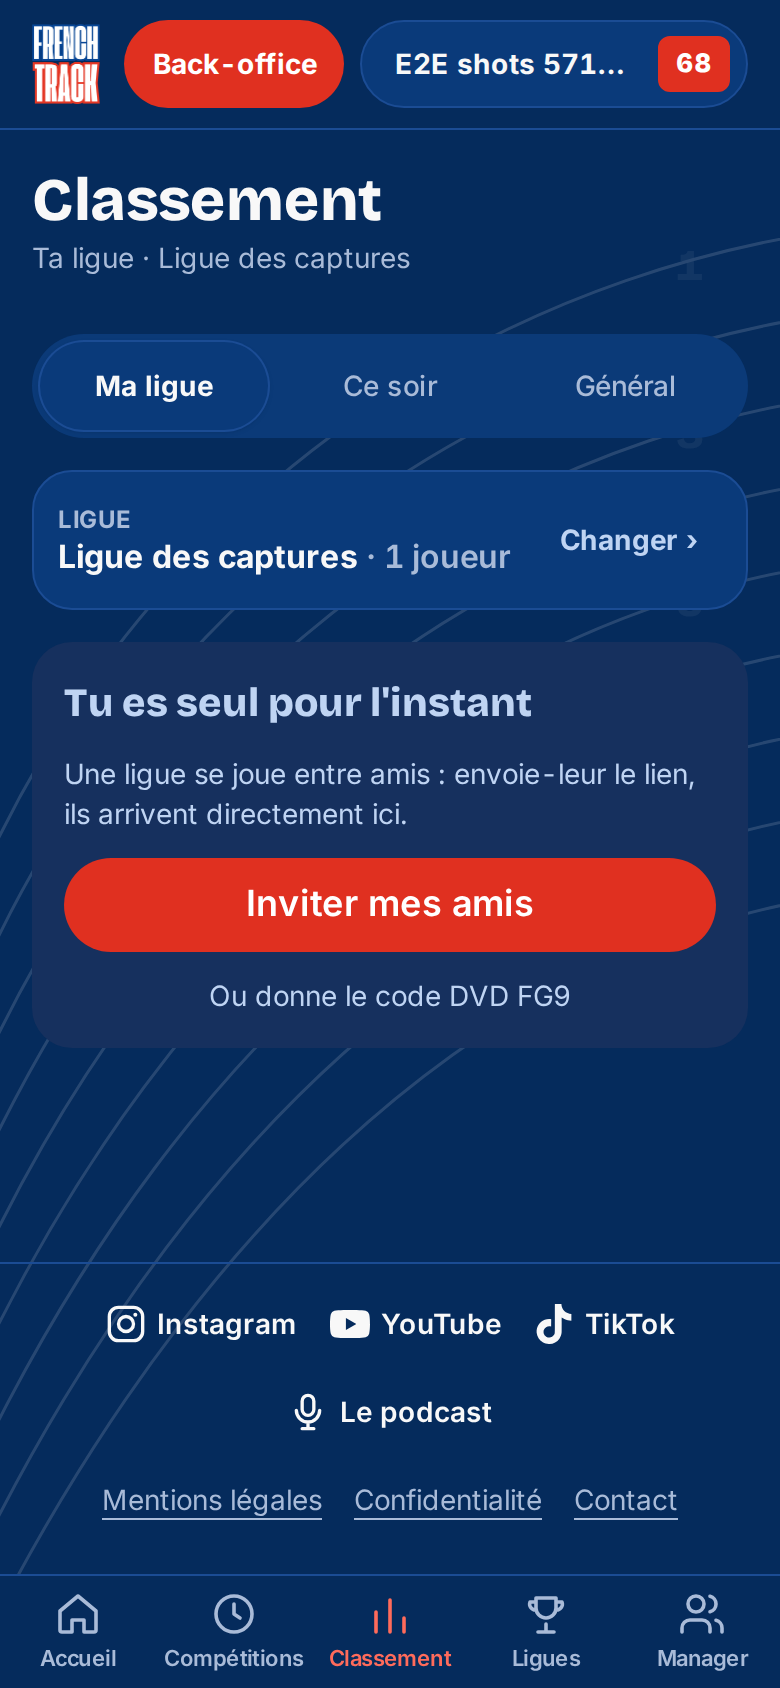 FRENCH
TRACK
Back-office
E2E shots 571...
68
Classement
Ta ligue · Ligue des captures
1
Ma ligue
Ce soir
Général
3
LIGUE
Ligue des captures · 1 joueur
Changer ›
Tu es seul pour l'instant
Une ligue se joue entre amis : envoie-leur le lien,
ils arrivent directement ici.
Inviter mes amis
Ou donne le code DVD FG9
Instagram
YouTube
TikTok
Le podcast
Mentions légales
Confidentialité
Contact
Accueil
Compétitions
Classement
Ligues
Manager